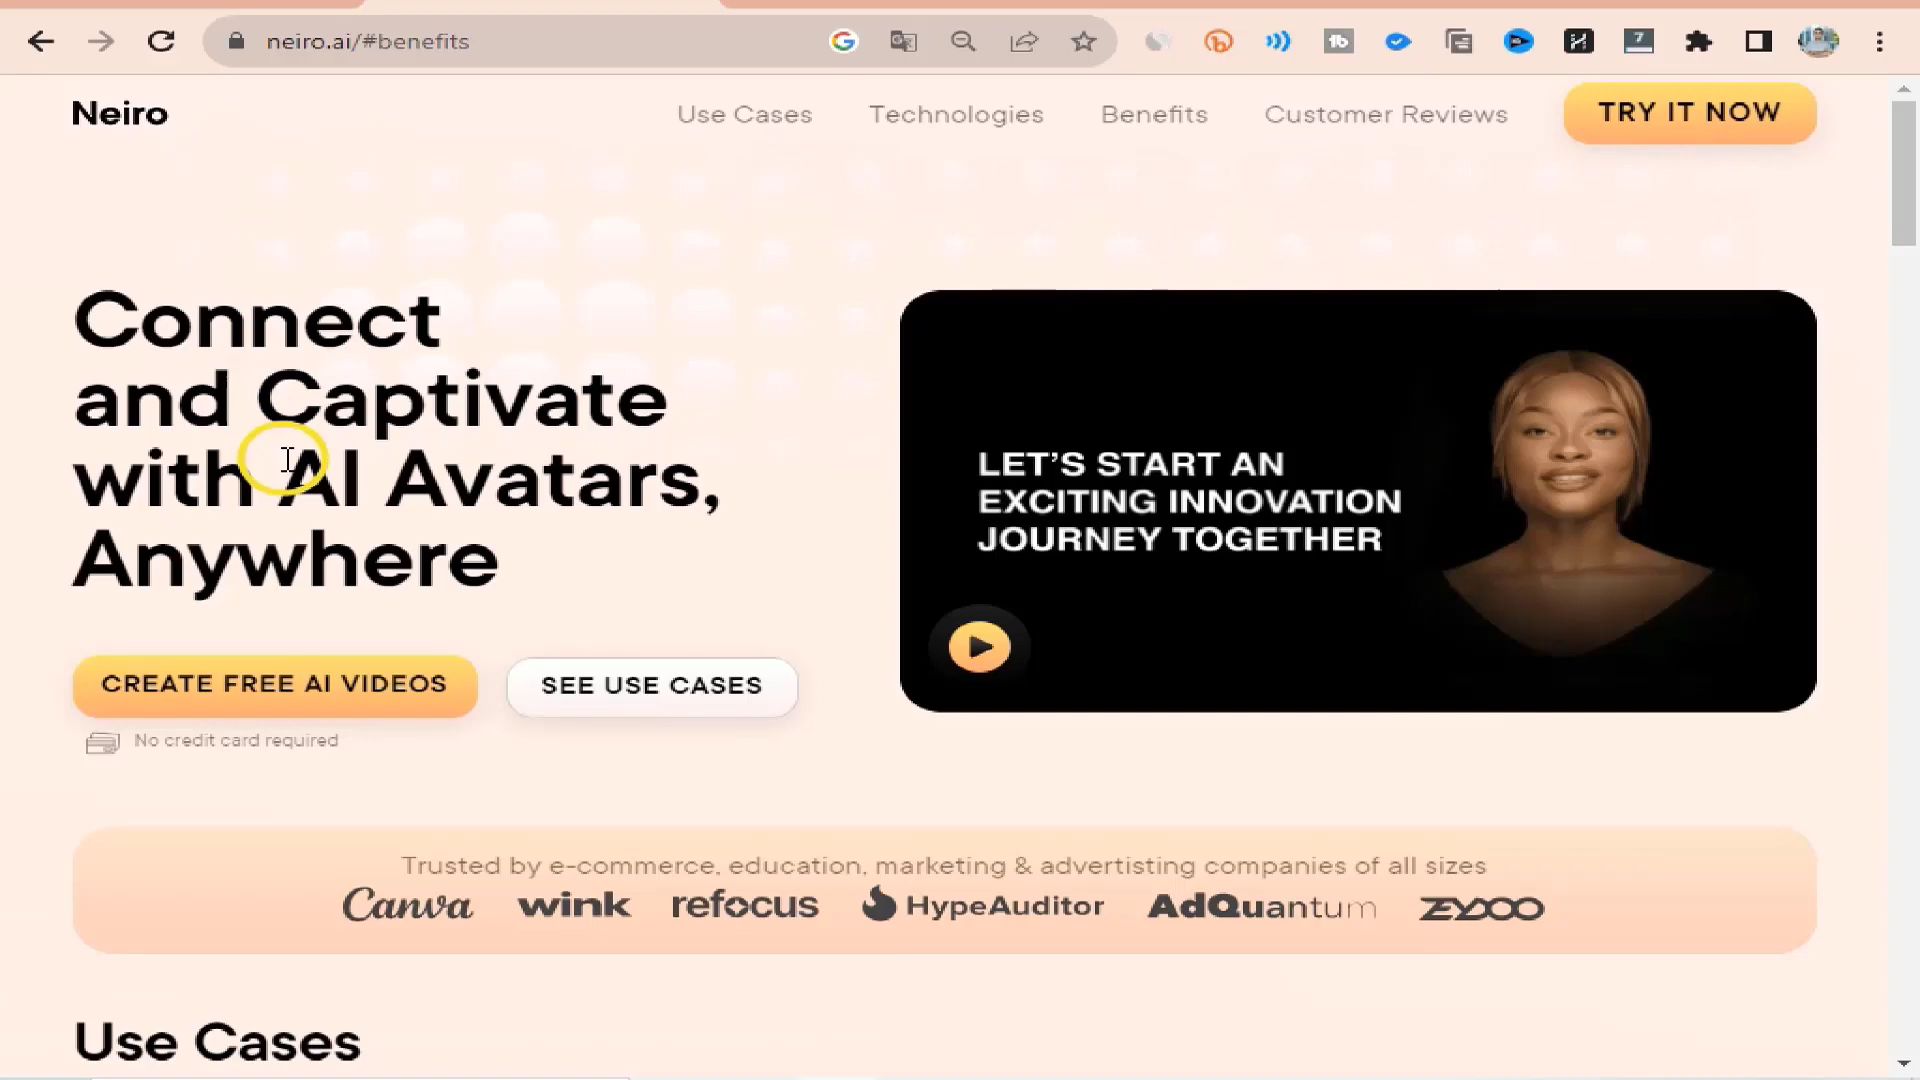 neiro.ai/#benefits
Neiro
Use Cases
Technologies
Benefits
Customer Reviews
TRY IT NOW
Connect
and Captivate
with AI Avatars,
Anywhere
LET'S START AN
EXCITING INNOVATION
JOURNEY TOGETHER
CREATE FREE AI VIDEOS
SEE USE CASES
No credit card required
Trusted by e-commerce, education, marketing & advertisting companies of all sizes
Canva
wink
refocus
HypeAuditor
AdQuantum
ZYDOO
Use Cases